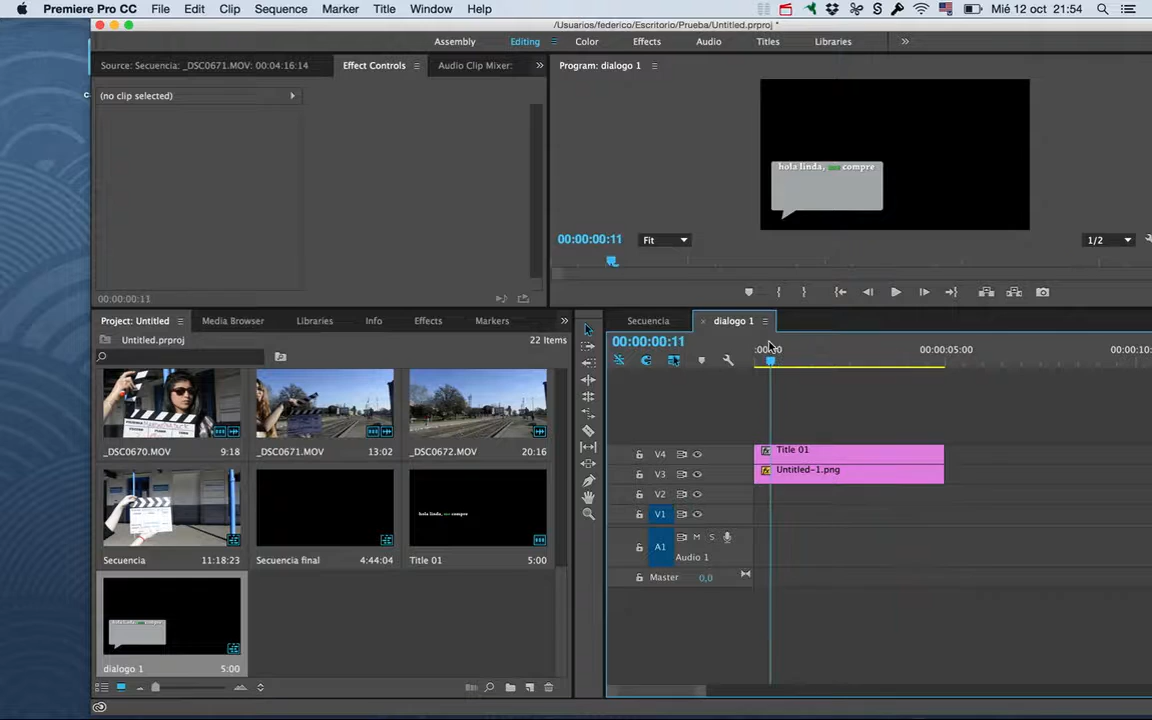 Premiere Pro CC File Edit Clip Sequence Marker Title Window Help Mié 12 oct 21:54
/Usuarios/federico/Escritorio/Prueba/Untitled.prproj *
Assembly Editing Color Effects Audio Titles Libraries
Source: Secuencia: _DSC0671.MOV: 00:04:16:14 Effect Controls Audio Clip Mixer:
Program: dialogo 1
(no clip selected)
hola linda, compre
00:00:00:11 Fit 1/2
00:00:00:11
Project: Untitled Media Browser Libraries Info Effects Markers
Secuencia dialogo 1
Untitled.prproj
00:00:00:11
22 Items
:00:00 00:00:05:00 00:00:10:
_DSC0670.MOV 9:18 _DSC0671.MOV 13:02 _DSC0672.MOV 20:16
V4 Title 01
V3 Untitled-1.png
V2
V1
A1 M S
Audio 1
Master 0,0
hola linda, compre
Secuencia 11:18:23 Secuencia final 4:44:04 Title 01 5:00
dialogo 1 5:00